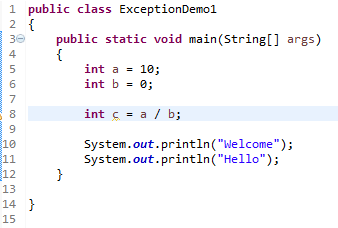 1 public class ExceptionDemo1
2 {
3 public static void main(String[] args)
4 {
5 int a = 10;
6 int b = 0;
7
8 int c = a / b;
9
10 System.out.println("Welcome");
11 System.out.println("Hello");
12 }
13
14 }
15